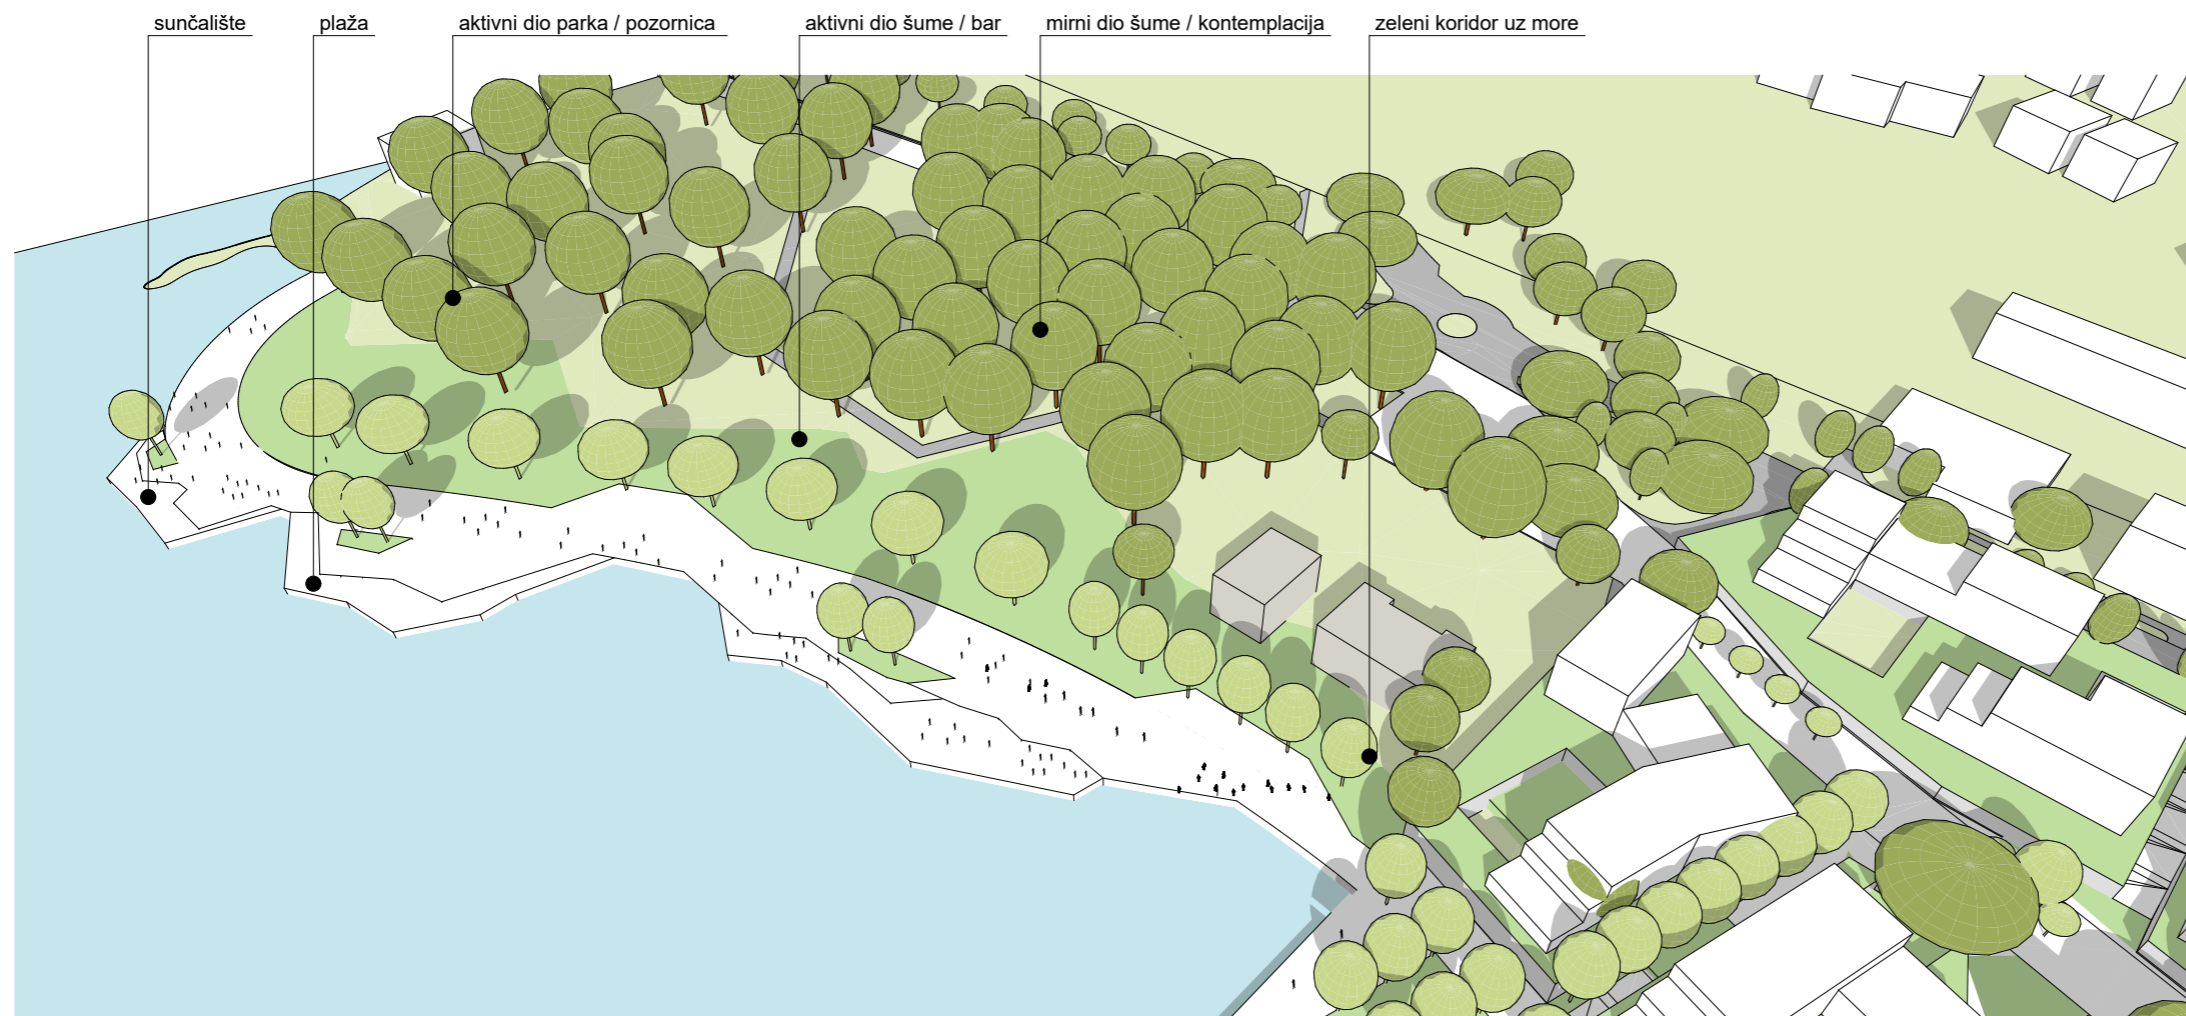 sunčalište
plaža
aktivni dio parka / pozornica
aktivni dio šume / bar
mirni dio šume / kontemplacija
zeleni koridor uz more